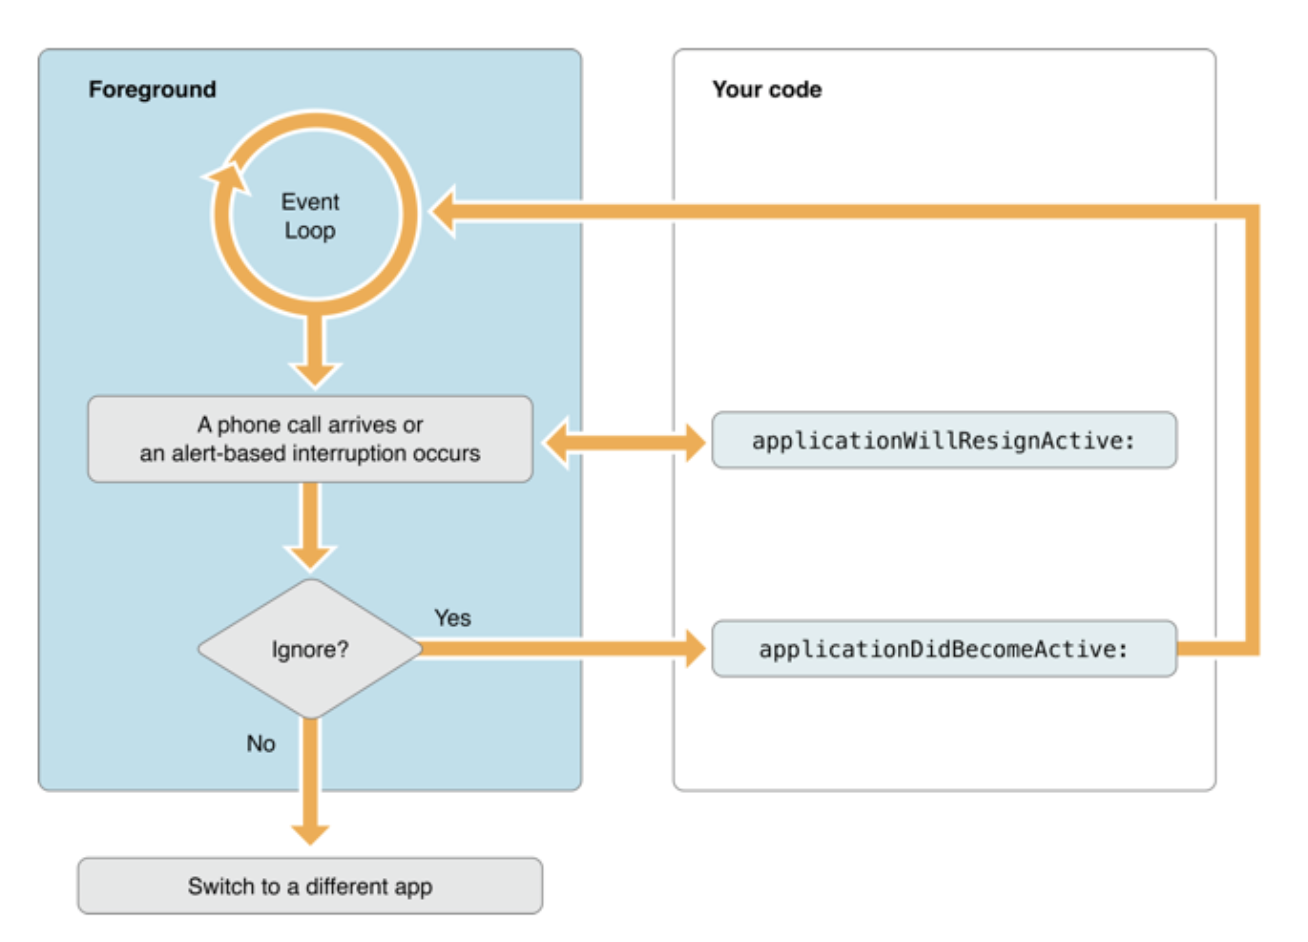 Foreground
Your code
Event
Loop
A phone call arrives or
an alert-based interruption occurs
applicationWillResignActive:
Ignore?
Yes
applicationDidBecomeActive:
No
Switch to a different app